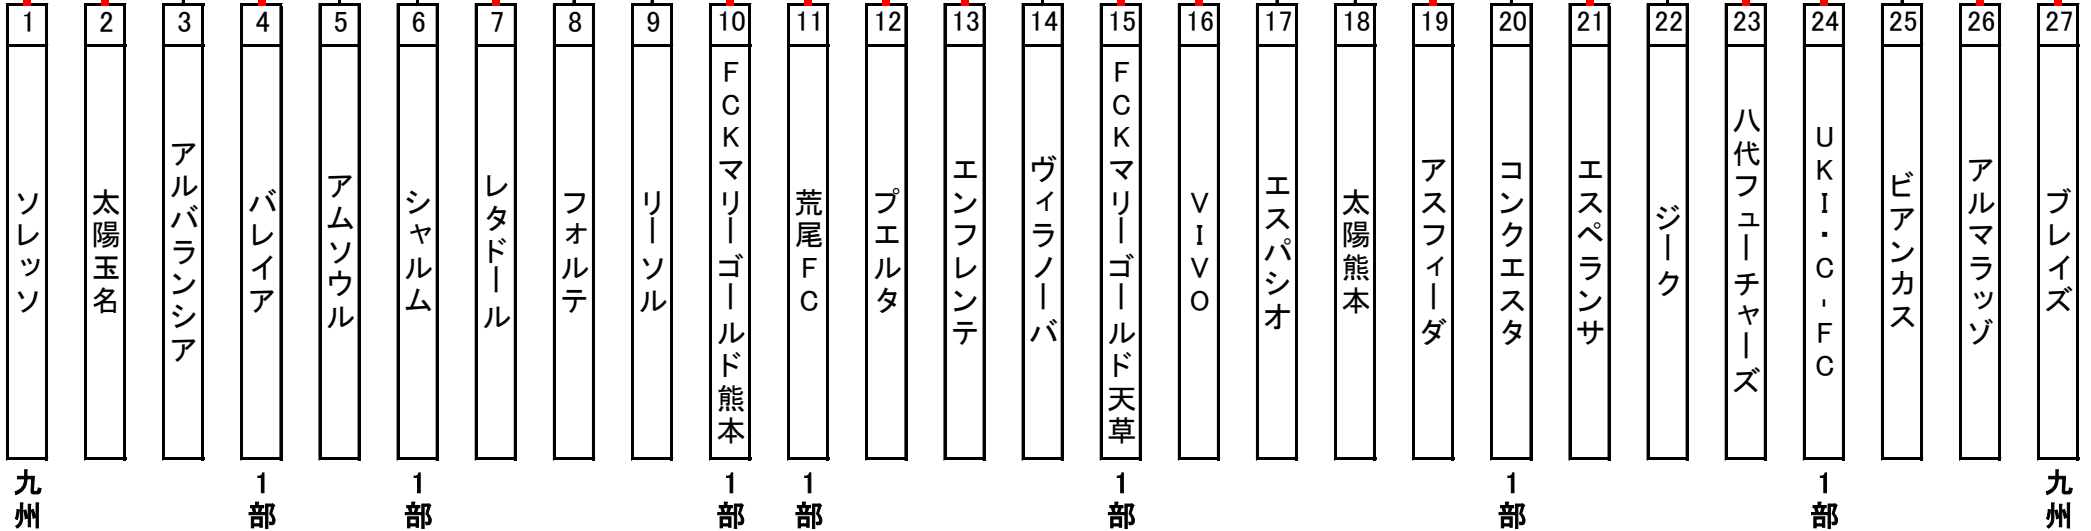 1
ソレッソ
九州
2
太陽玉名
3
アルバランシア
4
バレイア
1部
5
アムソウル
6
シャルム
1部
7
レタドール
8
フォルテ
9
リーソル
10
FCKマリーゴールド熊本
1部
11
荒尾FC
1部
12
プエルタ
13
エンフレンテ
14
ヴィラノーバ
15
FCKマリーゴールド天草
1部
16
VIVO
17
エスパシオ
18
太陽熊本
19
アスフィーダ
20
コンクエスタ
1部
21
エスペランサ
22
ジーク
23
八代フューチャーズ
24
UKI・C-FC
1部
25
ビアンカス
26
アルマラッゾ
27
ブレイズ
九州